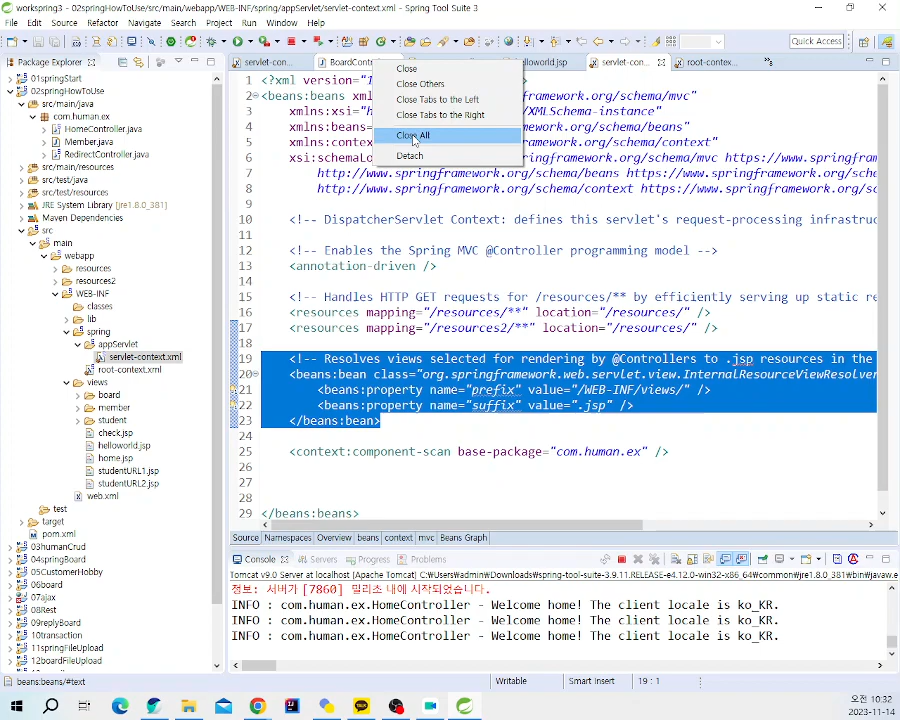 workspring3 - 02springHowToUse/src/main/webapp/WEB-INF/spring/appServlet/servlet-context.xml - Spring Tool Suite 3
File Edit Source Refactor Navigate Search Project Run Window Help
Quick Access
Package Explorer
01springStart
02springHowToUse
src/main/java
com.human.ex
HomeController.java
Member.java
RedirectController.java
src/main/resources
src/test/java
src/test/resources
JRE System Library [jre1.8.0_381]
Maven Dependencies
src
main
webapp
resources
resources2
WEB-INF
classes
lib
spring
appServlet
servlet-context.xml
root-context.xml
views
board
member
student
check.jsp
helloworld.jsp
home.jsp
studentURL1.jsp
studentURL2.jsp
web.xml
test
target
pom.xml
03humanCrud
04springBoard
05CustomerHobby
06board
07ajax
08Rest
09replyBoard
10transaction
11springFileUpload
12boardFileUpload
servlet-con... BoardContr helloworld.jsp servlet-con... root-contex...
Close
Close Others
Close Tabs to the Left
Close Tabs to the Right
Close All
Detach
1 <?xml version="1
2 <beans:beans xml ramework.org/schema/mvc"
3 xmlns:xsi="h /XMLSchema-instance"
4 xmlns:beans= amework.org/schema/beans"
5 xmlns:contex framework.org/schema/context"
6 xsi:schemaLo ramework.org/schema/mvc https://www.spring
7 http://www.springframework.org/schema/beans https://www.springfra
8 http://www.springframework.org/schema/context https://www.springf
9
10 <!-- DispatcherServlet Context: defines this servlet's request-processing infrastruc
11
12 <!-- Enables the Spring MVC @Controller programming model -->
13 <annotation-driven />
14
15 <!-- Handles HTTP GET requests for /resources/** by efficiently serving up static re
16 <resources mapping="/resources/**" location="/resources/" />
17 <resources mapping="/resources2/**" location="/resources/" />
18
19 <!-- Resolves views selected for rendering by @Controllers to .jsp resources in the
20 <beans:bean class="org.springframework.web.servlet.view.InternalResourceViewResolver
21 <beans:property name="prefix" value="/WEB-INF/views/" />
22 <beans:property name="suffix" value=".jsp" />
23 </beans:bean>
24
25 <context:component-scan base-package="com.human.ex" />
26
27
28
29 </beans:beans>
Source Namespaces Overview beans context mvc Beans Graph
Console Servers Progress Problems
Tomcat v9.0 Server at localhost [Apache Tomcat] C:₩Users₩admin₩Downloads₩spring-tool-suite-3.9.11.RELEASE-e4.12.0-win32-x86_64₩common₩jre1.8.0_381₩bin₩javaw.e
정보: 서버가 [7860] 밀리초 내에 시작되었습니다.
INFO : com.human.ex.HomeController - Welcome home! The client locale is ko_KR.
INFO : com.human.ex.HomeController - Welcome home! The client locale is ko_KR.
INFO : com.human.ex.HomeController - Welcome home! The client locale is ko_KR.
beans:beans/#text Writable Smart Insert 19 : 1
오전 10:32
2023-11-14